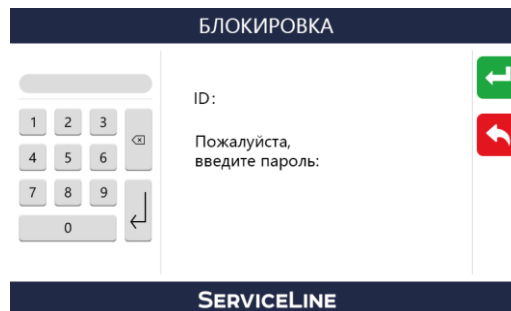 БЛОКИРОВКА
1 2 3
4 5 6
7 8 9
0
ID:
Пожалуйста,
введите пароль:
SERVICELINE